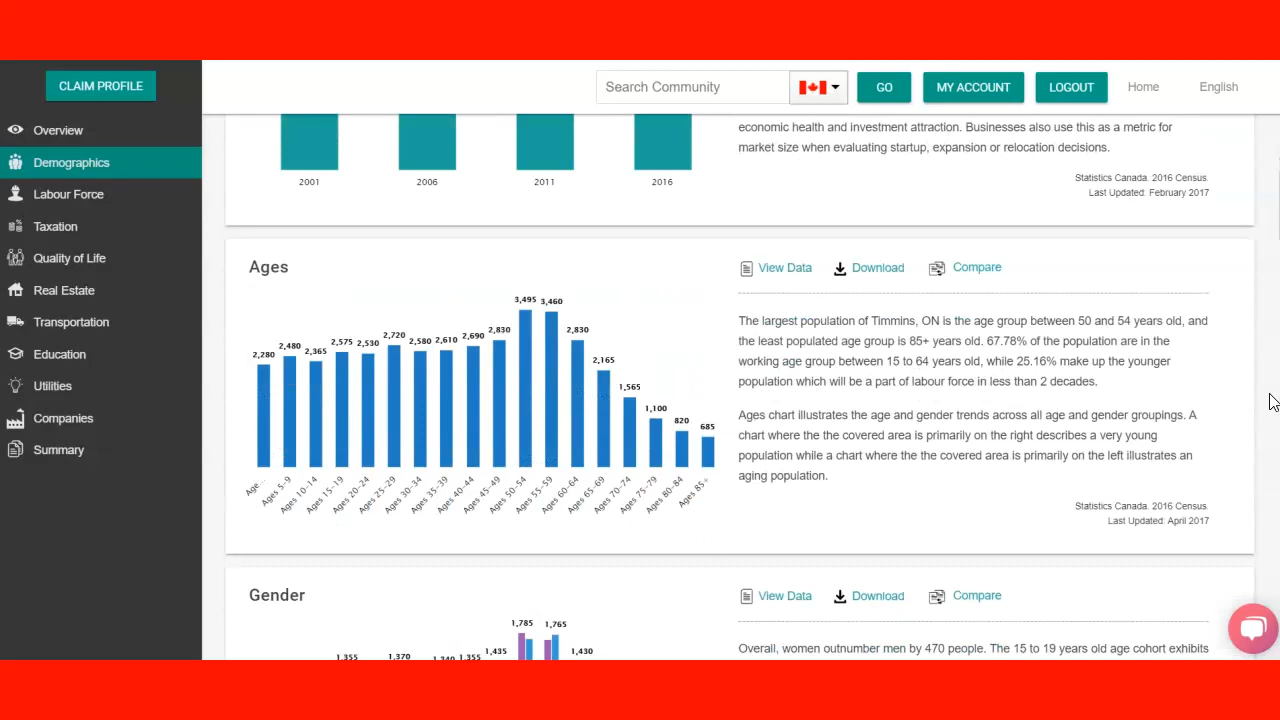 CLAIM PROFILE
Search Community
GO
MY ACCOUNT
LOGOUT
Home
English
Overview
Demographics
Labour Force
Taxation
Quality of Life
Real Estate
Transportation
Education
Utilities
Companies
Summary
2001 2006 2011 2016
economic health and investment attraction. Businesses also use this as a metric for
market size when evaluating startup, expansion or relocation decisions.
Statistics Canada. 2016 Census.
Last Updated: February 2017
Ages
2,280 2,480 2,365 2,575 2,530 2,720 2,580 2,610 2,690 2,830 3,495 3,460 2,830 2,165 1,565 1,100 820 685
Age... Ages 5-9 Ages 10-14 Ages 15-19 Ages 20-24 Ages 25-29 Ages 30-34 Ages 35-39 Ages 40-44 Ages 45-49 Ages 50-54 Ages 55-59 Ages 60-64 Ages 65-69 Ages 70-74 Ages 75-79 Ages 80-84 Ages 85+
View Data Download Compare
The largest population of Timmins, ON is the age group between 50 and 54 years old, and
the least populated age group is 85+ years old. 67.78% of the population are in the
working age group between 15 to 64 years old, while 25.16% make up the younger
population which will be a part of labour force in less than 2 decades.
Ages chart illustrates the age and gender trends across all age and gender groupings. A
chart where the the covered area is primarily on the right describes a very young
population while a chart where the the covered area is primarily on the left illustrates an
aging population.
Statistics Canada. 2016 Census.
Last Updated: April 2017
Gender
1,785 1,765
1,355 1,370 1,355 1,435 1,430
View Data Download Compare
Overall, women outnumber men by 470 people. The 15 to 19 years old age cohort exhibits